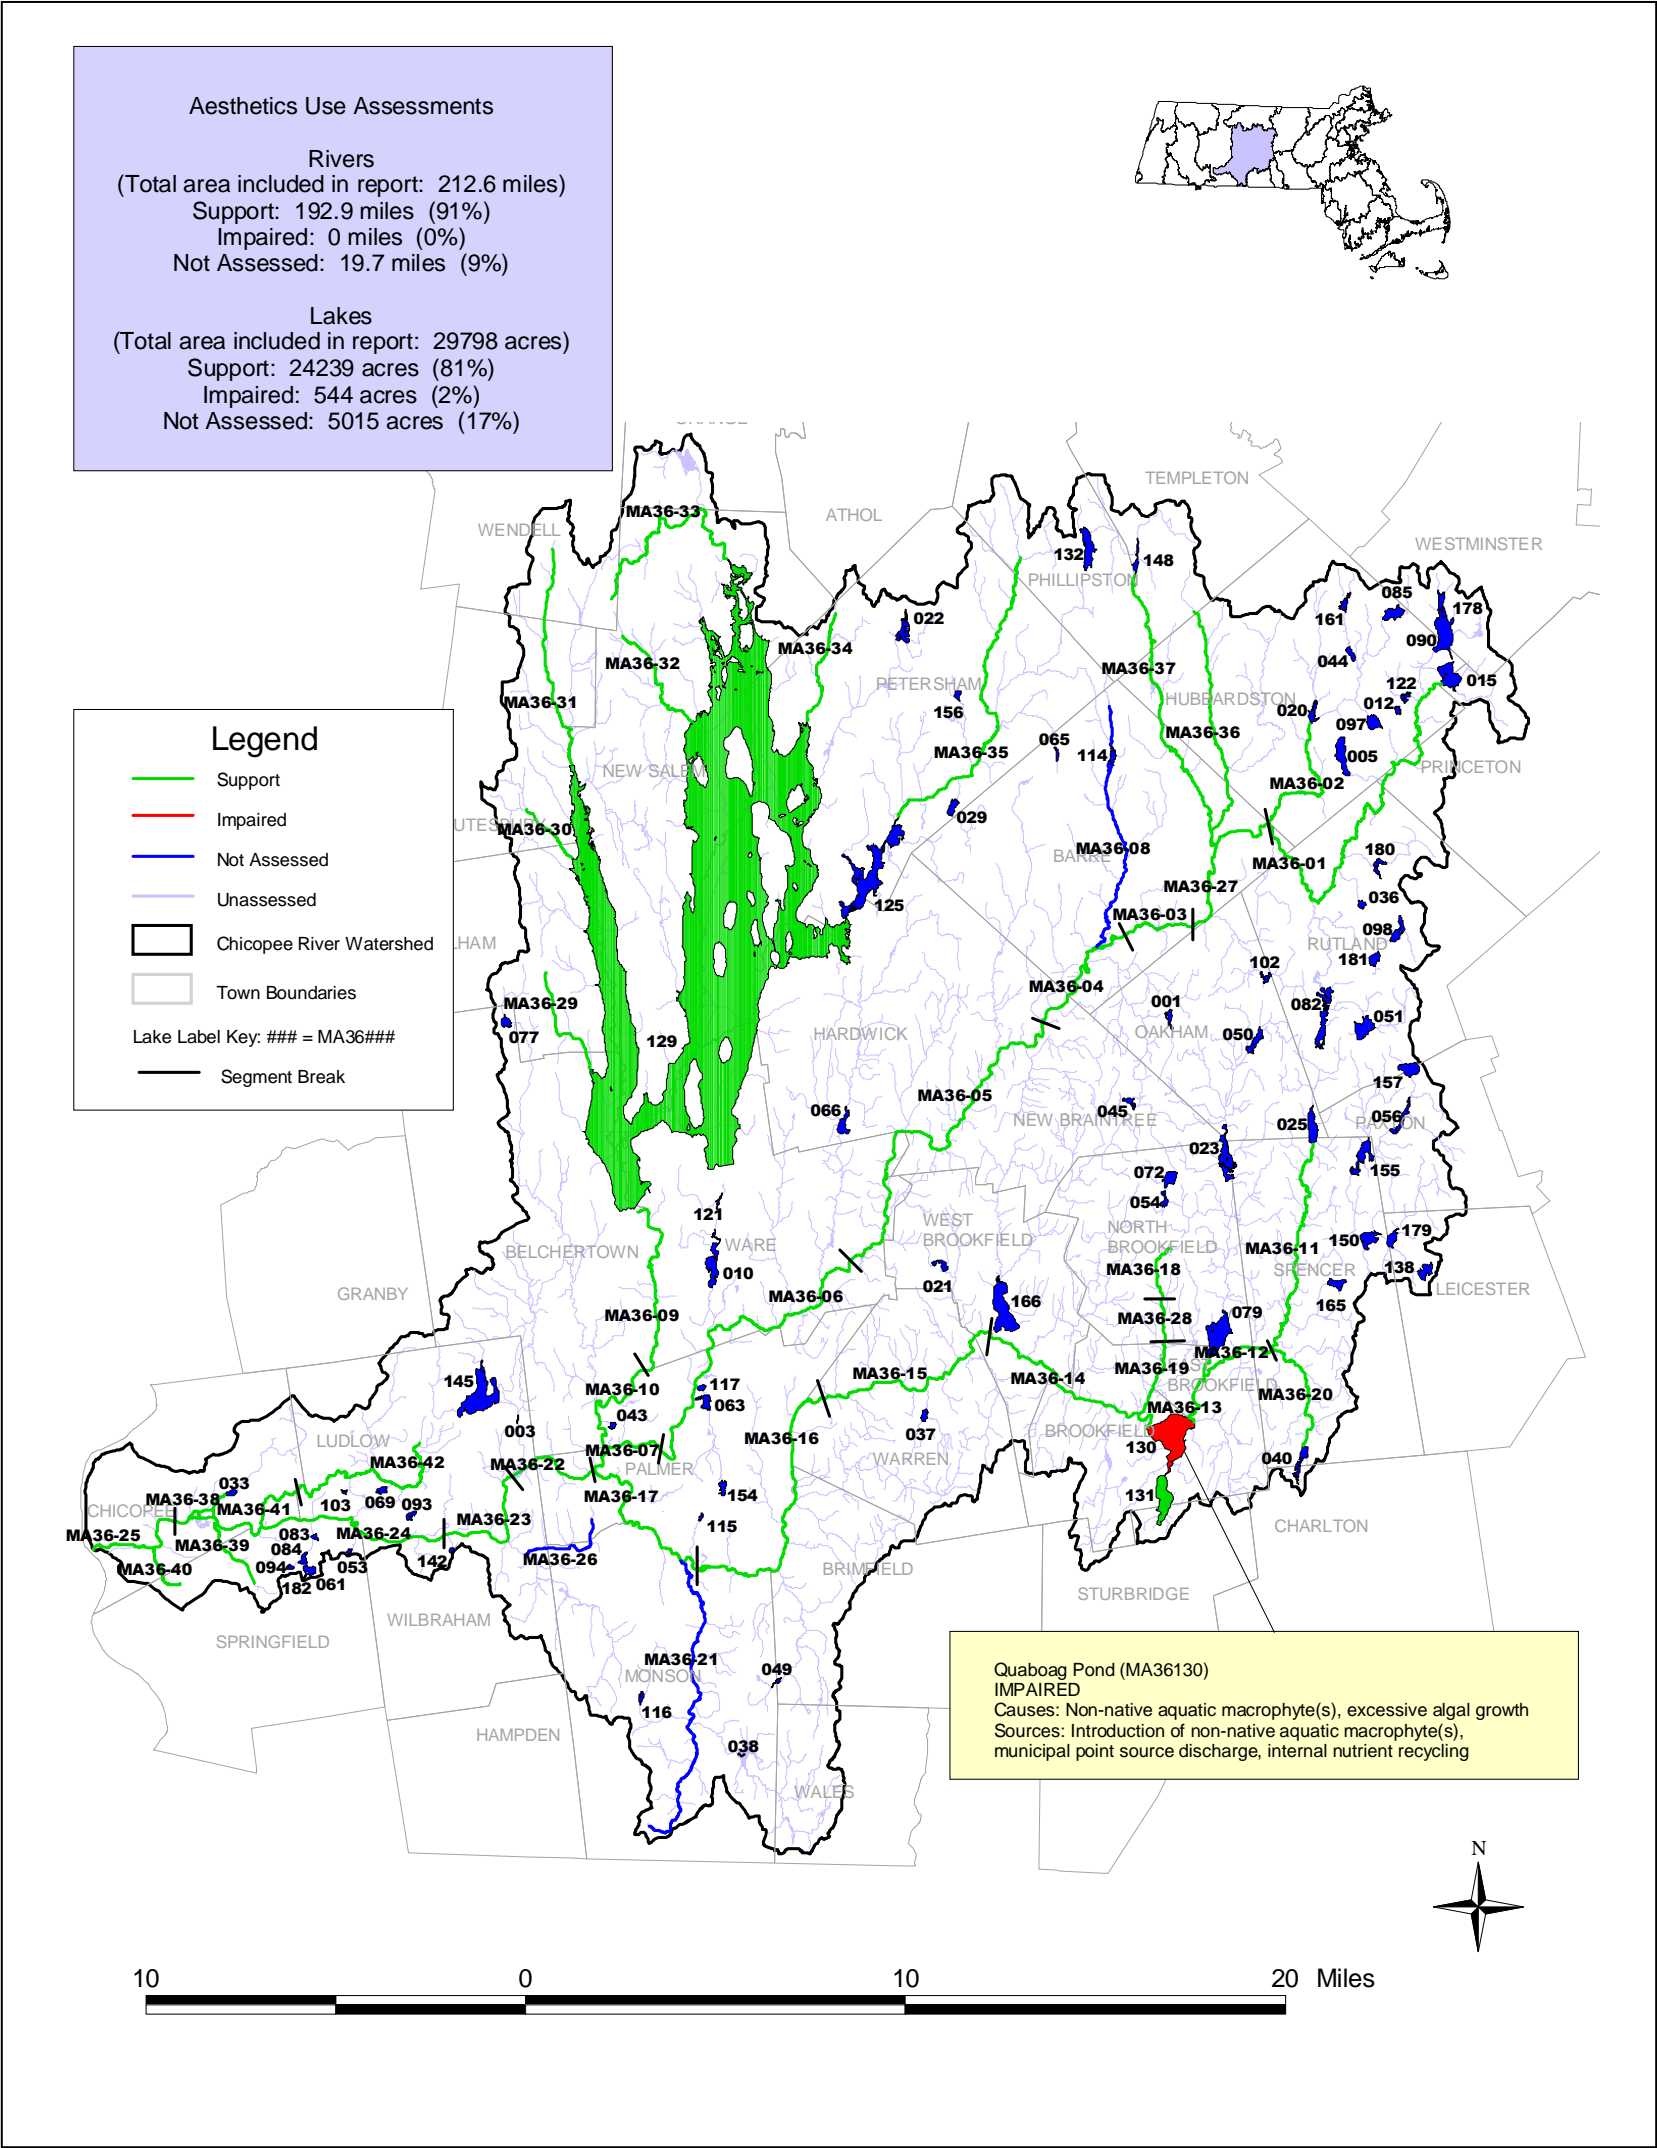 Aesthetics Use Assessments
Rivers
(Total area included in report: 212.6 miles)
Support: 192.9 miles (91%)
Impaired: 0 miles (0%)
Not Assessed: 19.7 miles (9%)
Lakes
(Total area included in report: 29798 acres)
Support: 24239 acres (81%)
Impaired: 544 acres (2%)
Not Assessed: 5015 acres (17%)
TEMPLETON
ATHOL
MA36-33
WENDELL
WESTMINSTER
132
148
PHILLIPSTON
085
161
178
022
090
MA36-34
044
MA36-32
MA36-37
015
PETERSHAM
122
HUBBARDSTON
012
MA36-31
156
020
097
MA36-36
065
MA36-35
114
005
NEW SALEM
PRINCETON
MA36-02
029
MA36-30
180
BARRE
MA36-08
MA36-01
MA36-27
036
125
MA36-03
098
RUTLAND
181
102
MA36-04
001
MA36-29
082
051
077
HARDWICK
OAKHAM
050
129
157
MA36-05
066
045
NEW BRAINTREE
025
056
PAXTON
023
072
155
054
121
WEST
BROOKFIELD
NORTH
BROOKFIELD
BELCHERTOWN
WARE
MA36-11
150
179
010
MA36-18
SPENCER
138
021
GRANBY
MA36-06
166
165
LEICESTER
MA36-09
MA36-28
079
MA36-12
MA36-15
MA36-19
MA36-14
BROOKFIELD
145
MA36-10
117
MA36-20
063
MA36-13
043
003
BROOKFIELD
LUDLOW
MA36-07
MA36-16
037
130
MA36-42
MA36-22
PALMER
WARREN
040
033
MA36-17
154
131
MA36-38
103
069
093
CHICOPEE
MA36-41
MA36-23
115
CHARLTON
MA36-25
083
MA36-24
MA36-39
084
142
MA36-26
MA36-40
094
053
BRIMFIELD
182
061
STURBRIDGE
WILBRAHAM
SPRINGFIELD
MA36-21
049
MONSON
116
HAMPDEN
038
WALES
Legend
Support
Impaired
Not Assessed
Unassessed
Chicopee River Watershed
Town Boundaries
Lake Label Key: ### = MA36###
Segment Break
Quaboag Pond (MA36130)
IMPAIRED
Causes: Non-native aquatic macrophyte(s), excessive algal growth
Sources: Introduction of non-native aquatic macrophyte(s),
municipal point source discharge, internal nutrient recycling
N
10 0 10 20 Miles